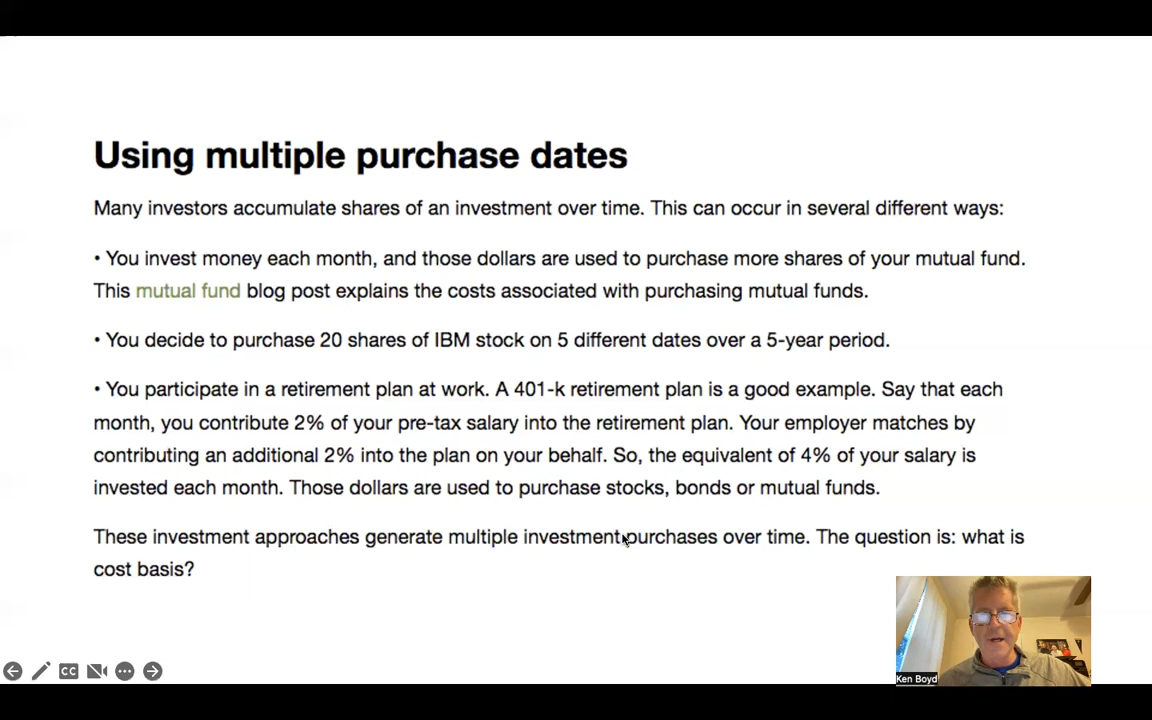 Using multiple purchase dates
Many investors accumulate shares of an investment over time. This can occur in several different ways:
• You invest money each month, and those dollars are used to purchase more shares of your mutual fund.
This mutual fund blog post explains the costs associated with purchasing mutual funds.
• You decide to purchase 20 shares of IBM stock on 5 different dates over a 5-year period.
• You participate in a retirement plan at work. A 401-k retirement plan is a good example. Say that each
month, you contribute 2% of your pre-tax salary into the retirement plan. Your employer matches by
contributing an additional 2% into the plan on your behalf. So, the equivalent of 4% of your salary is
invested each month. Those dollars are used to purchase stocks, bonds or mutual funds.
These investment approaches generate multiple investment purchases over time. The question is: what is
cost basis?
CC
Ken Boyd